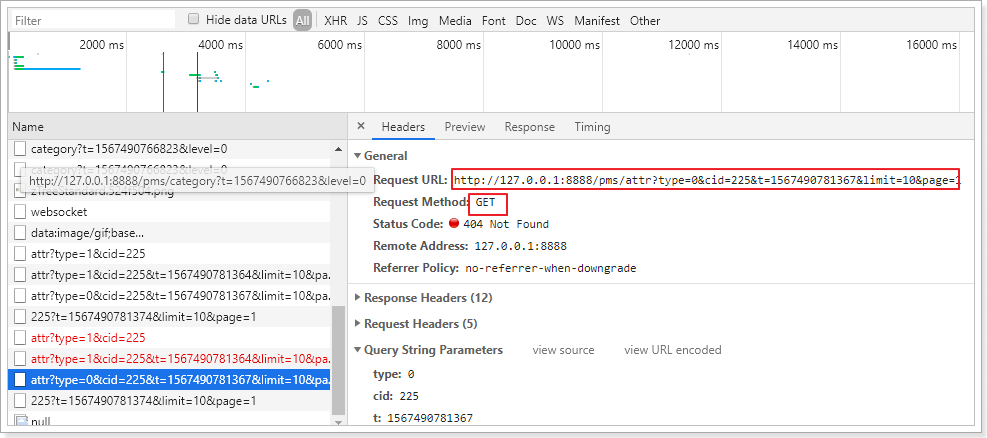 Filter Hide data URLs All XHR JS CSS Img Media Font Doc WS Manifest Other
2000 ms 4000 ms 6000 ms 8000 ms 10000 ms 12000 ms 14000 ms 16000 ms
Name
category?t=1567490766823&level=0
category?t=1567490766823&level=0
http://127.0.0.1:8888/pms/category?t=1567490766823&level=0
websocket
data:image/gif;base...
attr?type=1&cid=225
attr?type=1&cid=225&t=1567490781364&limit=10&pa...
attr?type=0&cid=225&t=1567490781367&limit=10&pa...
225?t=1567490781374&limit=10&page=1
attr?type=1&cid=225
attr?type=1&cid=225&t=1567490781364&limit=10&pa...
attr?type=0&cid=225&t=1567490781367&limit=10&pa...
225?t=1567490781374&limit=10&page=1
null
× Headers Preview Response Timing
General
Request URL: http://127.0.0.1:8888/pms/attr?type=0&cid=225&t=1567490781367&limit=10&page=1
Request Method: GET
Status Code: 404 Not Found
Remote Address: 127.0.0.1:8888
Referrer Policy: no-referrer-when-downgrade
Response Headers (12)
Request Headers (5)
Query String Parameters view source view URL encoded
type: 0
cid: 225
t: 1567490781367